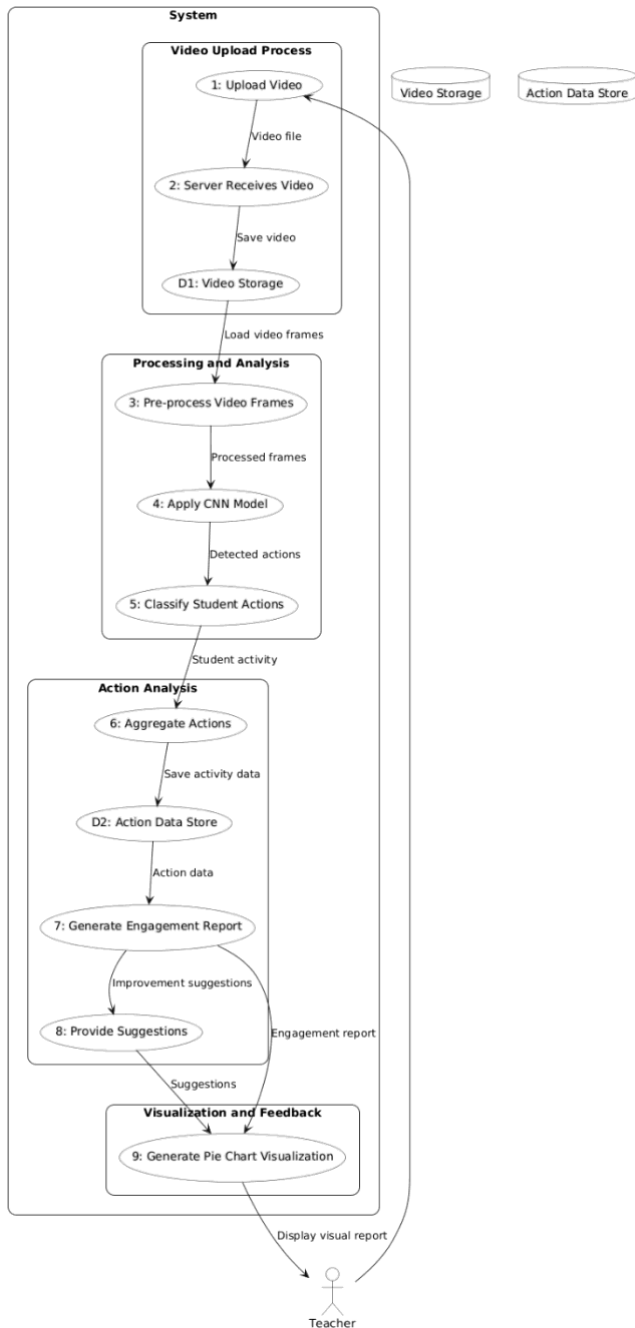 System
Video Upload Process
1: Upload Video
Video Storage
Action Data Store
Video file
2: Server Receives Video
Save video
D1: Video Storage
Load video frames
Processing and Analysis
3: Pre-process Video Frames
Processed frames
4: Apply CNN Model
Detected actions
5: Classify Student Actions
Student activity
Action Analysis
6: Aggregate Actions
Save activity data
D2: Action Data Store
Action data
7: Generate Engagement Report
Improvement suggestions
8: Provide Suggestions
Engagement report
Suggestions
Visualization and Feedback
9: Generate Pie Chart Visualization
Display visual report
Teacher